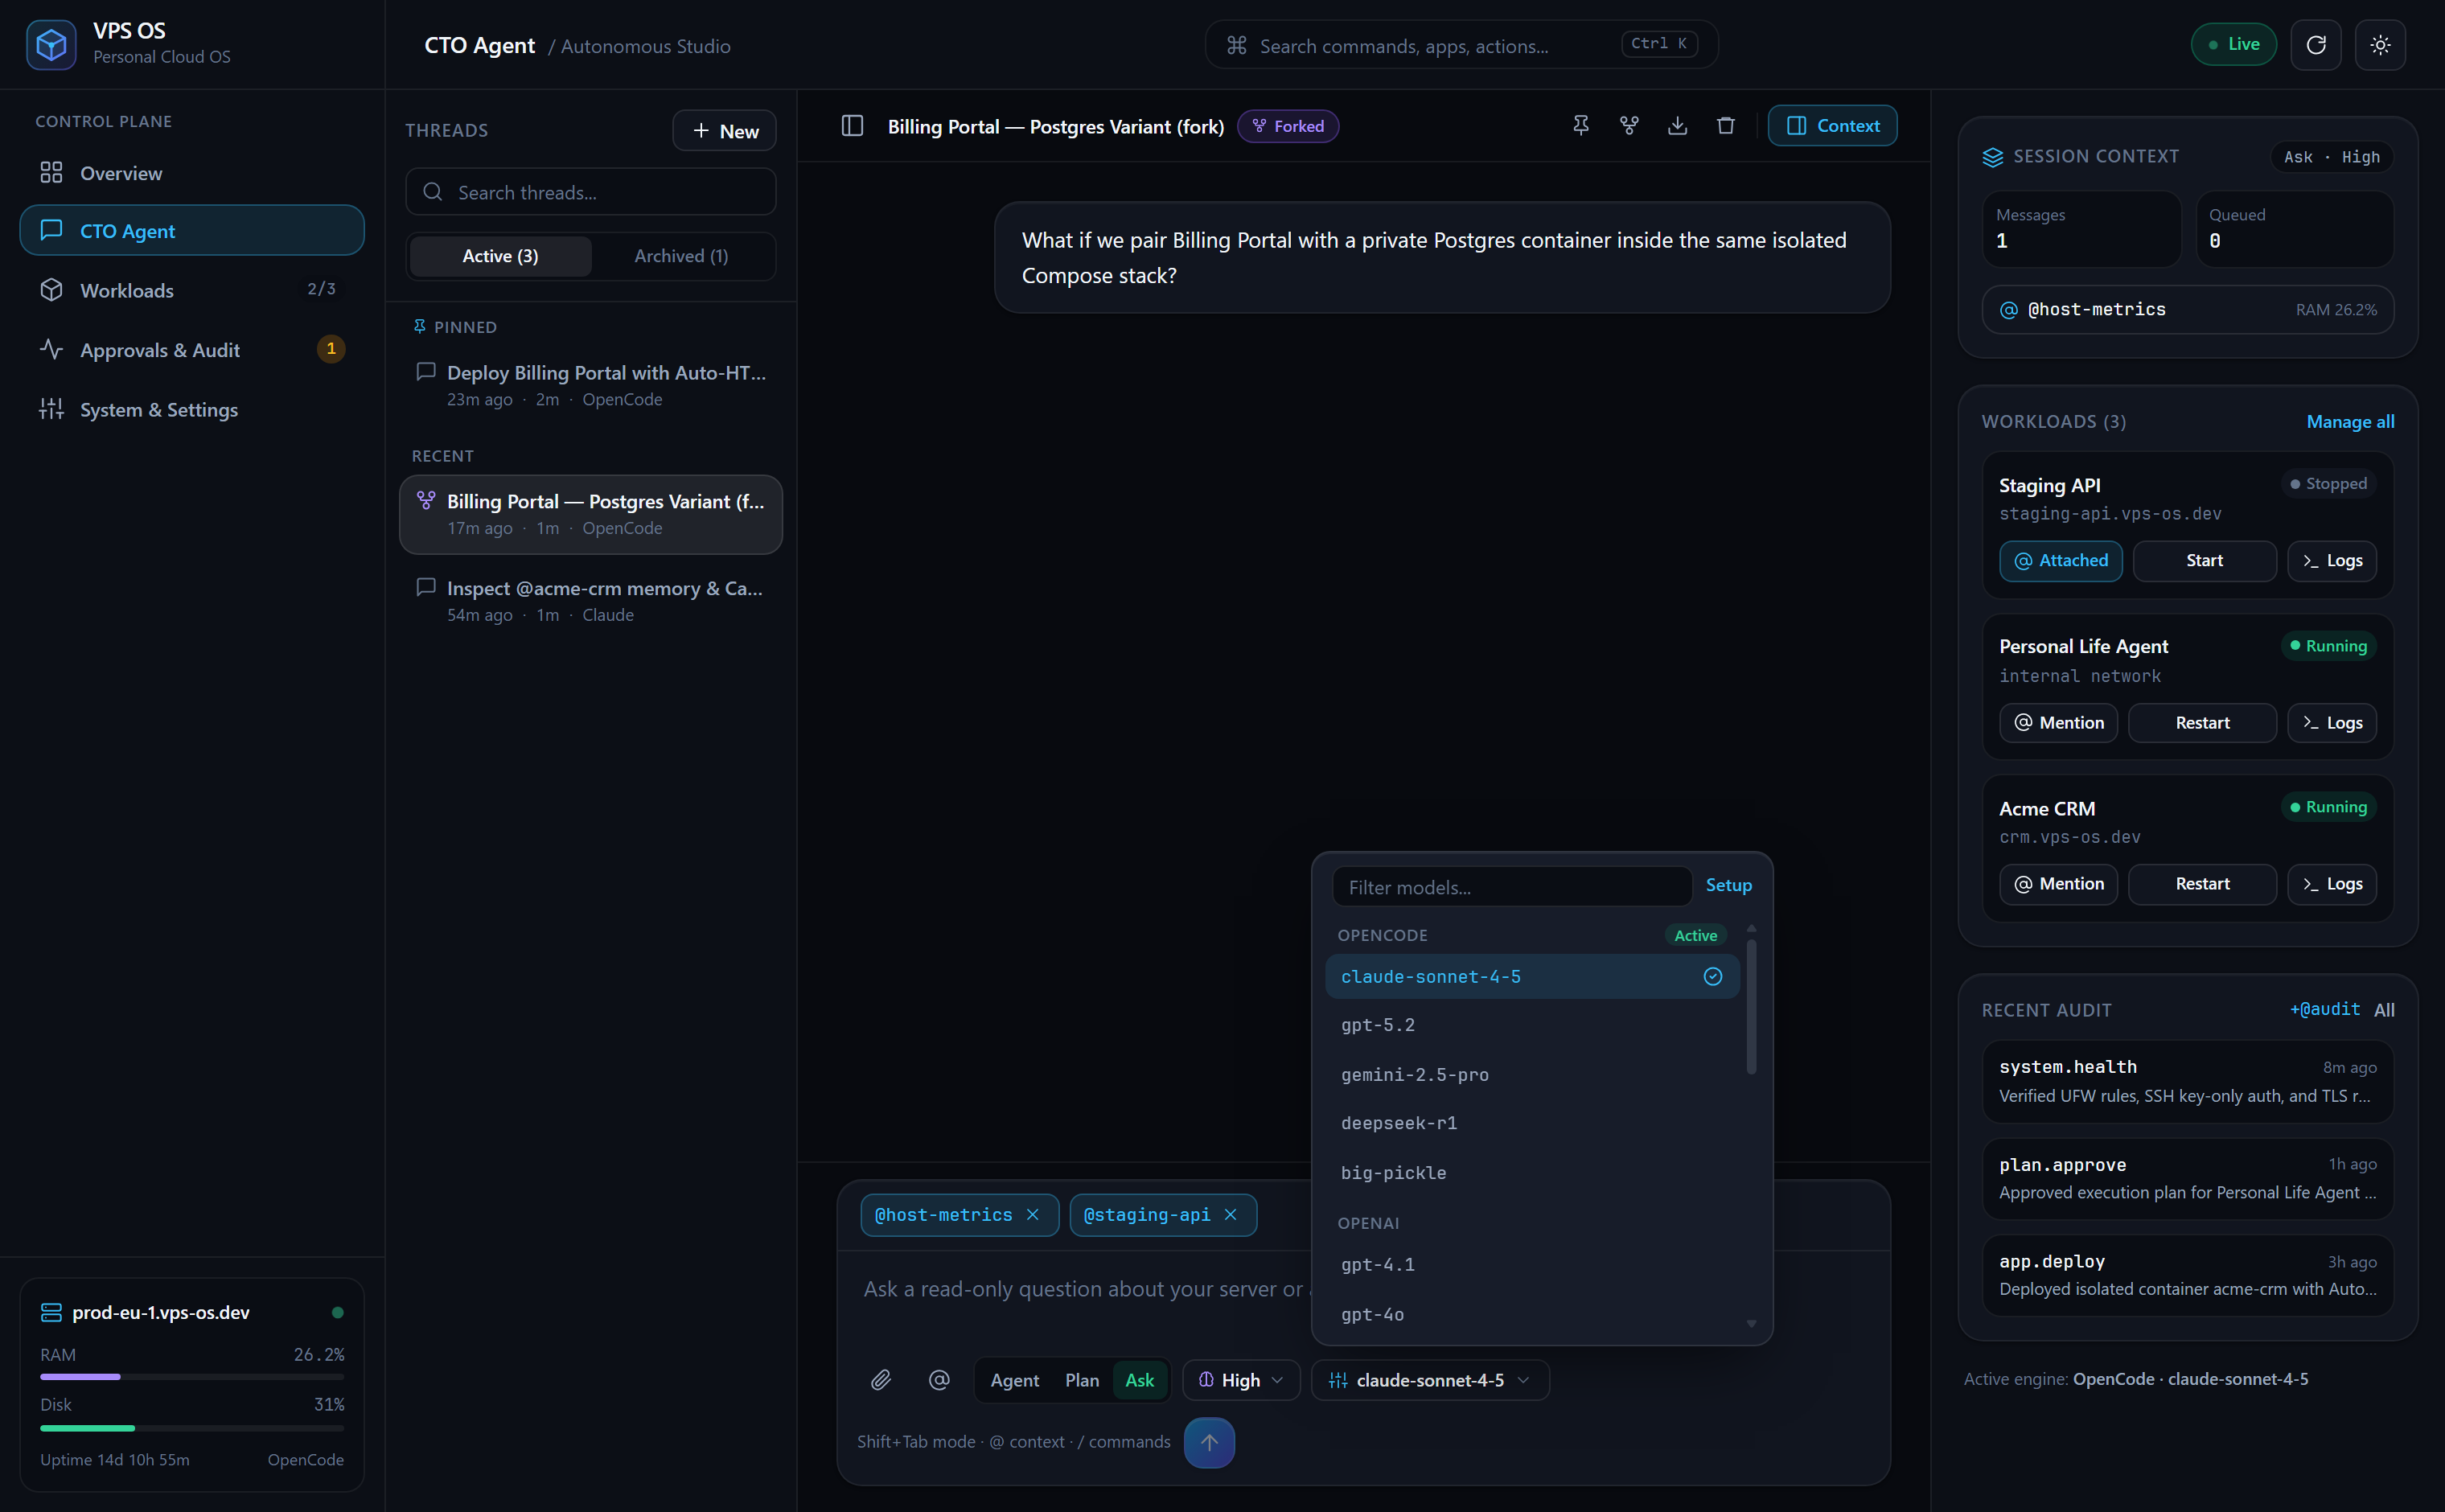 VPS OS
Personal Cloud OS
CTO Agent / Autonomous Studio
Search commands, apps, actions...
Ctrl K
Live
CONTROL PLANE
Overview
CTO Agent
Workloads
2/3
Approvals & Audit
1
System & Settings
prod-eu-1.vps-os.dev
RAM
26.2%
Disk
31%
Uptime 14d 10h 55m
OpenCode
THREADS
New
Search threads...
Active (3)
Archived (1)
PINNED
Deploy Billing Portal with Auto-HT...
23m ago · 2m · OpenCode
RECENT
Billing Portal — Postgres Variant (f...
17m ago · 1m · OpenCode
Inspect @acme-crm memory & Ca...
54m ago · 1m · Claude
Billing Portal — Postgres Variant (fork)
Forked
Context
What if we pair Billing Portal with a private Postgres container inside the same isolated
Compose stack?
Filter models...
Setup
OPENCODE
Active
claude-sonnet-4-5
gpt-5.2
gemini-2.5-pro
deepseek-r1
big-pickle
OPENAI
gpt-4.1
gpt-4o
@host-metrics
@staging-api
Ask a read-only question about your server or
Agent
Plan
Ask
High
claude-sonnet-4-5
Shift+Tab mode · @ context · / commands
SESSION CONTEXT
Ask · High
Messages
1
Queued
0
@host-metrics
RAM 26.2%
WORKLOADS (3)
Manage all
Staging API
Stopped
staging-api.vps-os.dev
Attached
Start
Logs
Personal Life Agent
Running
internal network
Mention
Restart
Logs
Acme CRM
Running
crm.vps-os.dev
Mention
Restart
Logs
RECENT AUDIT
+@audit
All
system.health
8m ago
Verified UFW rules, SSH key-only auth, and TLS r...
plan.approve
1h ago
Approved execution plan for Personal Life Agent ...
app.deploy
3h ago
Deployed isolated container acme-crm with Auto...
Active engine: OpenCode · claude-sonnet-4-5